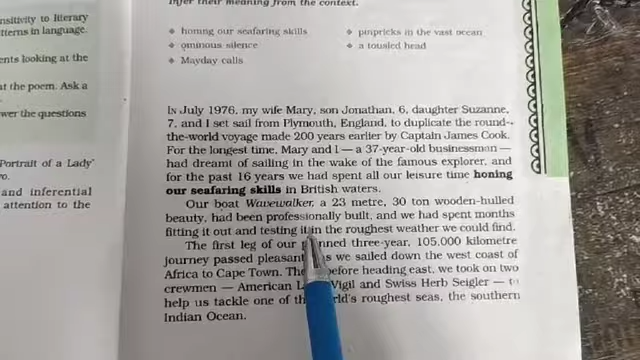 nsitivity to literary
tterns in language.
ents looking at the
at the poem. Ask a
wer the questions
Portrait of a Lady'
and inferential
attention to the
Infer their meaning from the context.
❖ honing our seafaring skills ❖ pinpricks in the vast ocean
❖ ominous silence ❖ a tousled head
❖ Mayday calls
IN July 1976, my wife Mary, son Jonathan, 6, daughter Suzanne,
7, and I set sail from Plymouth, England, to duplicate the round-
the-world voyage made 200 years earlier by Captain James Cook.
For the longest time, Mary and I — a 37-year-old businessman —
had dreamt of sailing in the wake of the famous explorer, and
for the past 16 years we had spent all our leisure time honing
our seafaring skills in British waters.
Our boat Wavewalker, a 23 metre, 30 ton wooden-hulled
beauty, had been professionally built, and we had spent months
fitting it out and testing it in the roughest weather we could find.
The first leg of our planned three-year, 105,000 kilometre
journey passed pleasant as we sailed down the west coast of
Africa to Cape Town. The before heading east, we took on two
crewmen — American L Vigil and Swiss Herb Seigler — to
help us tackle one of th ld's roughest seas, the southern
Indian Ocean.